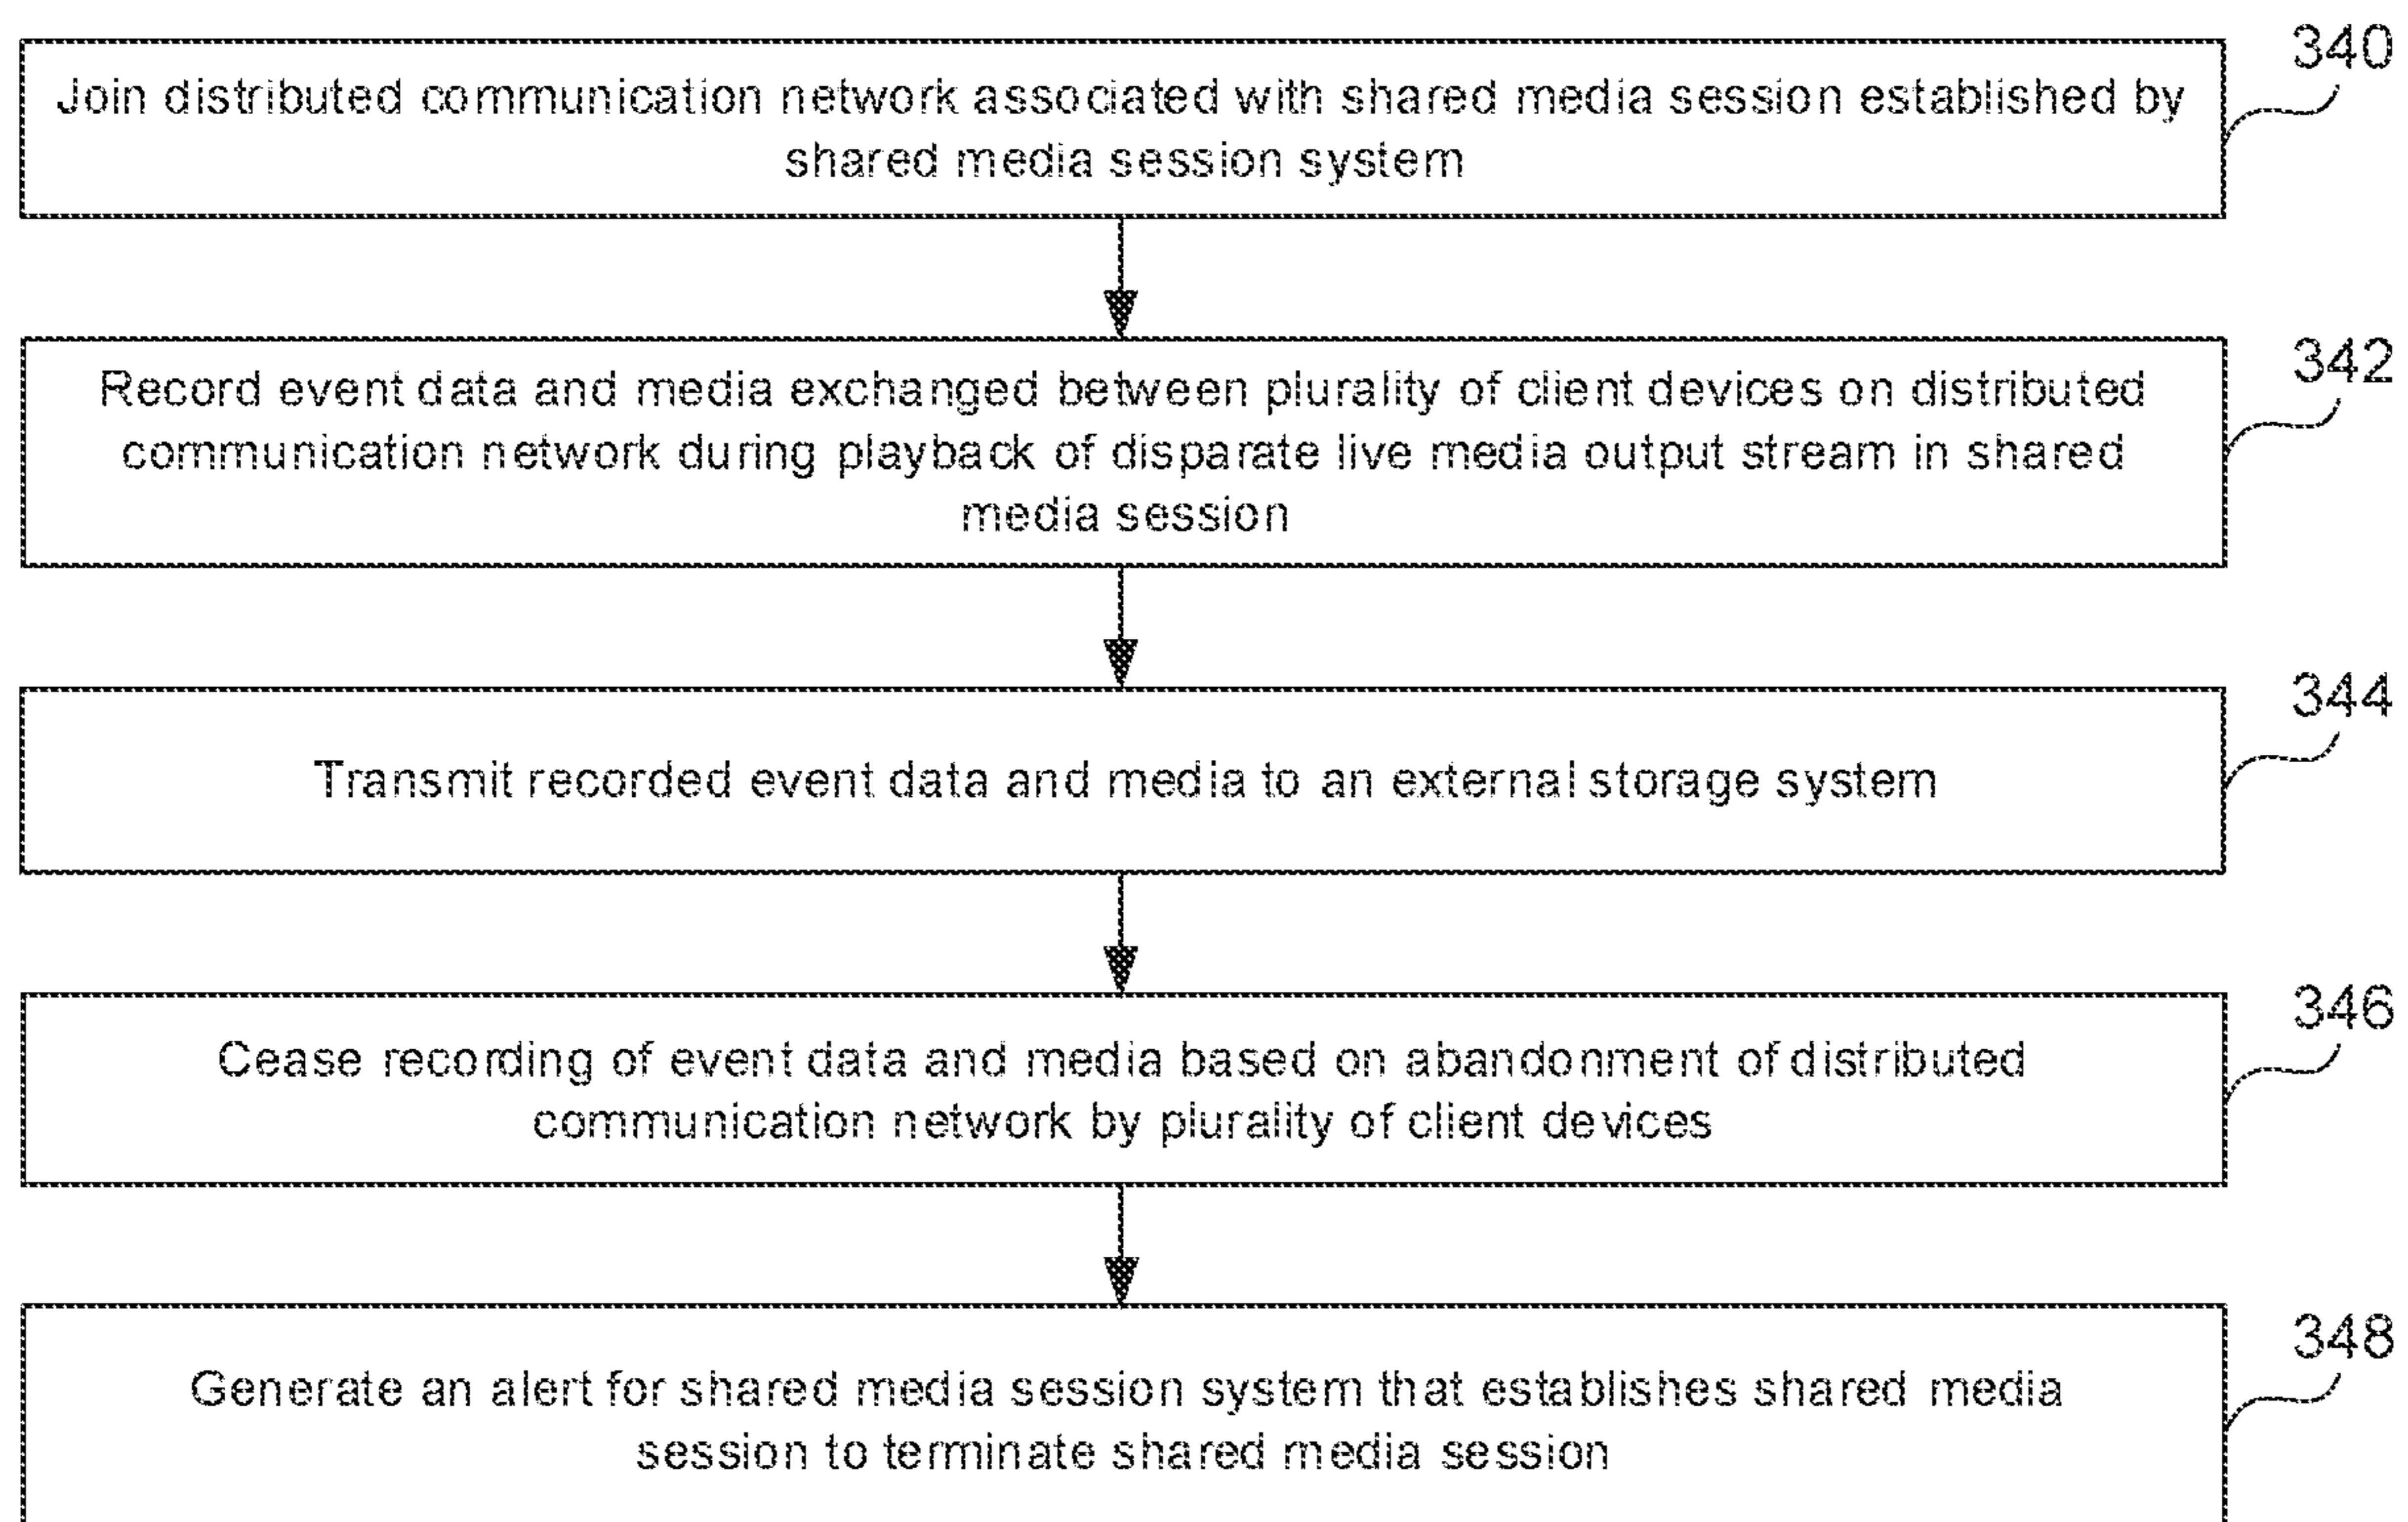 340
Join distributed communication network associated with shared media session established by
shared media session system
342
Record event data and media exchanged between plurality of client devices on distributed
communication network during playback of disparate live media output stream in shared
media session
344
Transmit recorded event data and media to an external storage system
346
Cease recording of event data and media based on abandonment of distributed
communication network by plurality of client devices
348
Generate an alert for shared media session system that establishes shared media
session to terminate shared media session